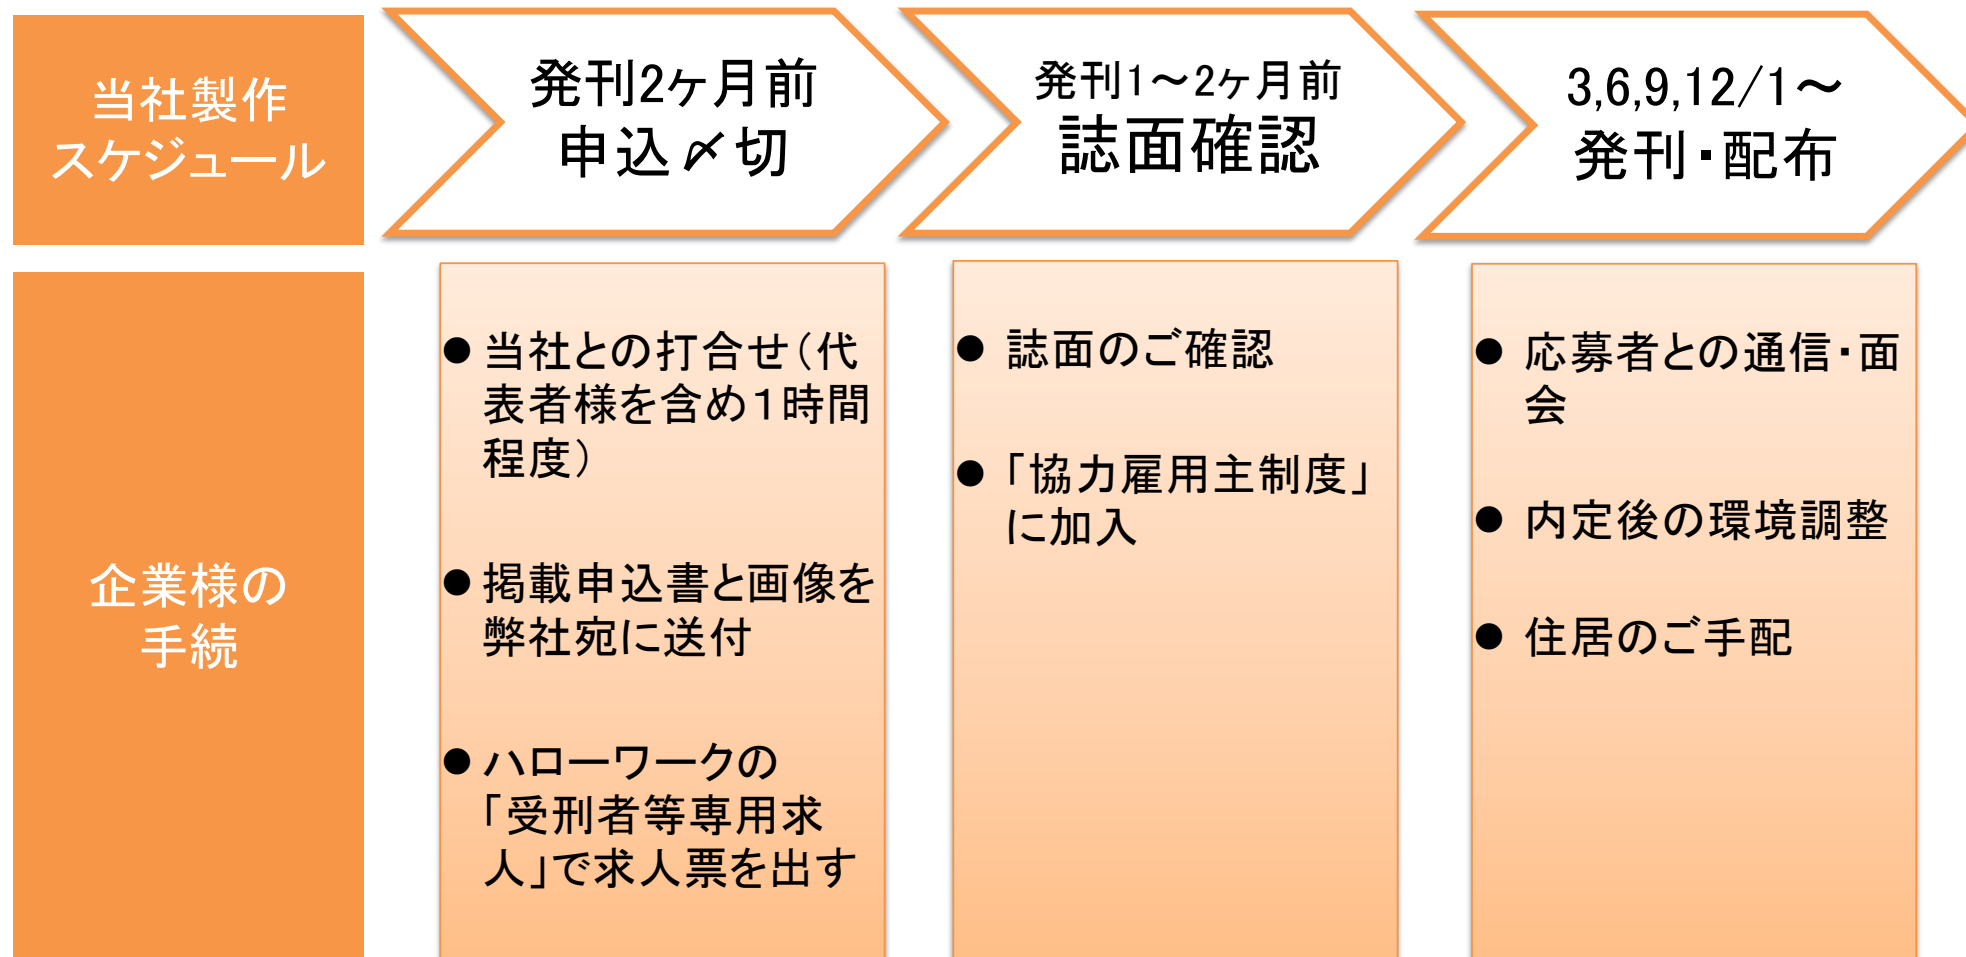 当社製作
スケジュール
発刊2ヶ月前
申込〆切
発刊1～2ヶ月前
誌面確認
3,6,9,12/1～
発刊・配布
企業様の
手続
● 当社との打合せ（代
表者様を含め１時間
程度）
● 掲載申込書と画像を
弊社宛に送付
● ハローワークの
「受刑者等専用求
人」で求人票を出す
● 誌面のご確認
● 「協力雇用主制度」
に加入
● 応募者との通信・面
会
● 内定後の環境調整
● 住居のご手配